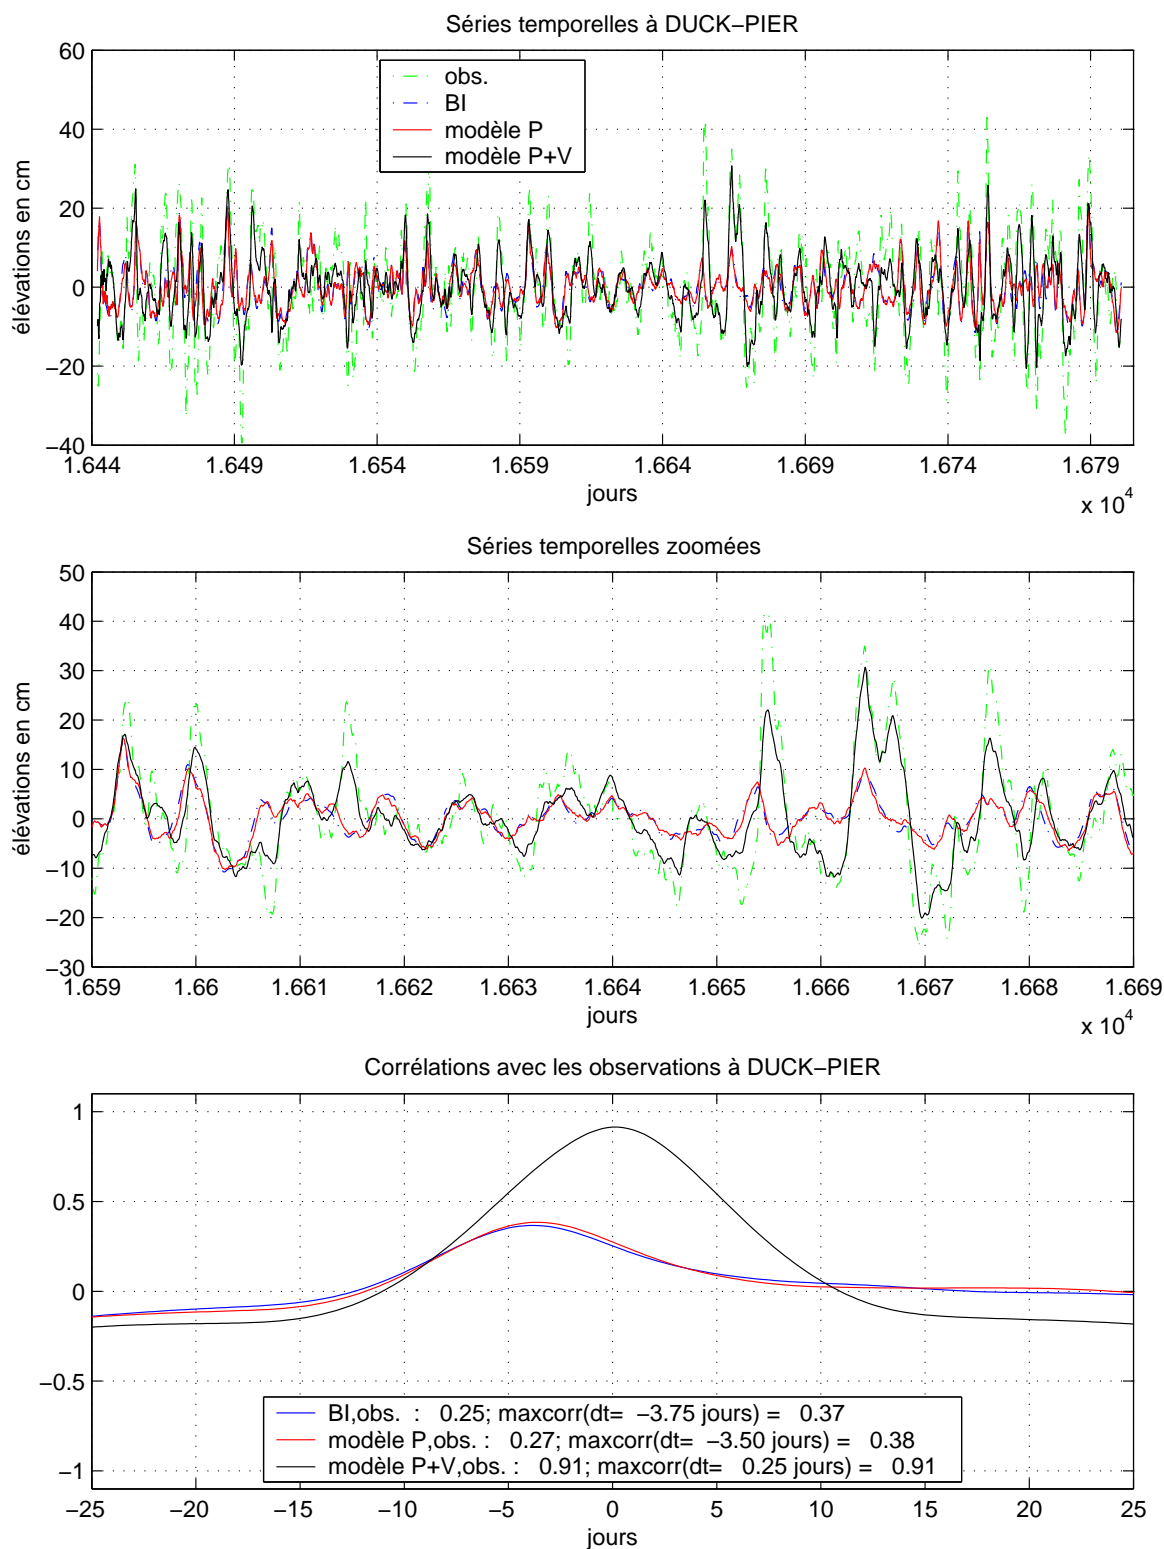 Séries temporelles à DUCK−PIER
60
40
20
0
−20
−40
élévations en cm
obs.
BI
modèle P
modèle P+V
1.644 1.649 1.654 1.659 1.664 1.669 1.674 1.679
jours
x 10^4
Séries temporelles zoomées
50
40
30
20
10
0
−10
−20
−30
élévations en cm
1.659 1.66 1.661 1.662 1.663 1.664 1.665 1.666 1.667 1.668 1.669
jours
x 10^4
Corrélations avec les observations à DUCK−PIER
1
0.5
0
−0.5
−1
BI,obs. : 0.25; maxcorr(dt= −3.75 jours) = 0.37
modèle P,obs. : 0.27; maxcorr(dt= −3.50 jours) = 0.38
modèle P+V,obs. : 0.91; maxcorr(dt= 0.25 jours) = 0.91
−25 −20 −15 −10 −5 0 5 10 15 20 25
jours